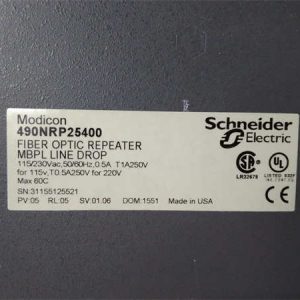 Modicon
490NRP25400
FIBER OPTIC REPEATER
MBPL LINE DROP
115/230Vac,50/60Hz,0.5A T1A250V
for 115v,T0.5A250V for 220V
Max 60C
SN:31155125521
PV:05 RL:05 SV:01.06 DOM:1551 Made in USA
Schneider
Electric
LR32678
LISTED